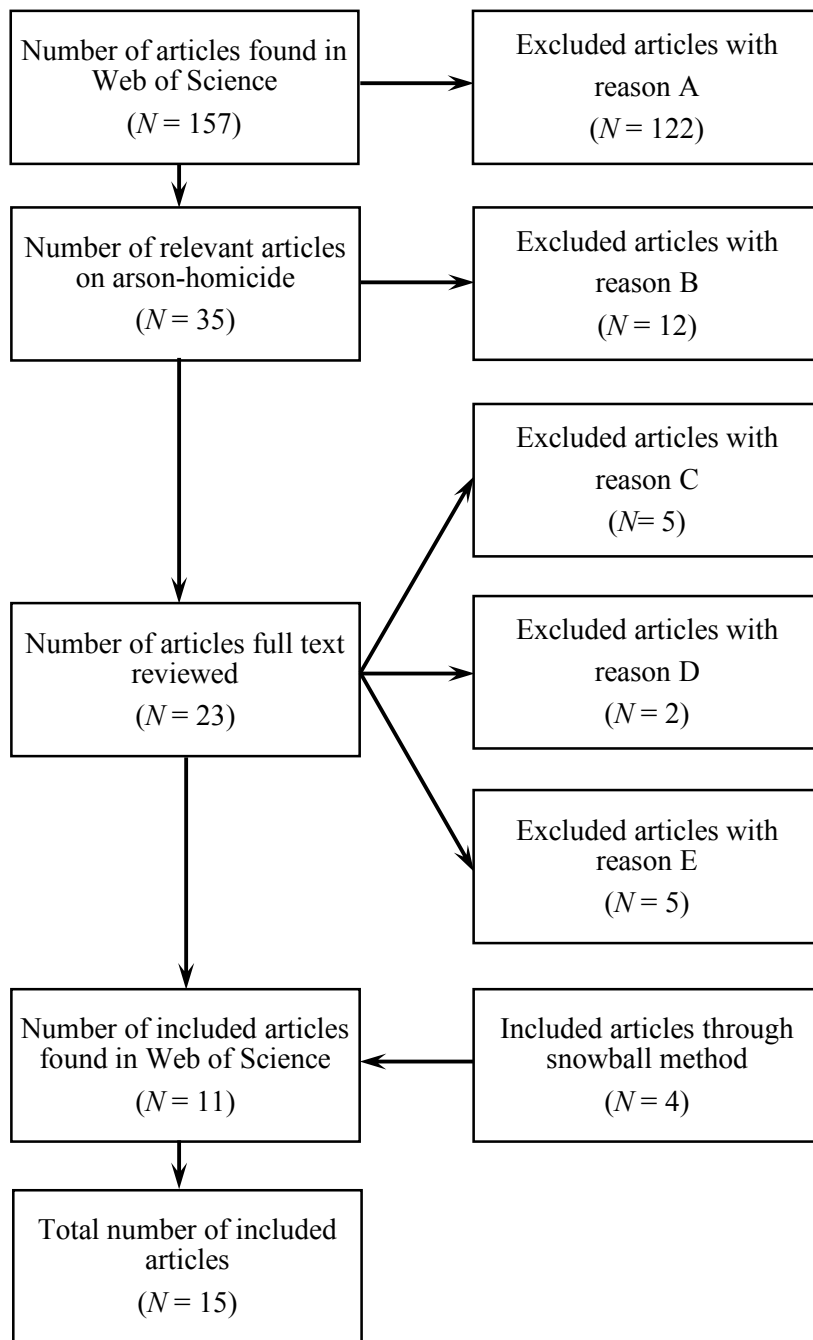 Number of articles found in
Web of Science
(N = 157)
Excluded articles with
reason A
(N = 122)
Number of relevant articles
on arson-homicide
(N = 35)
Excluded articles with
reason B
(N = 12)
Excluded articles with
reason C
(N= 5)
Number of articles full text
reviewed
(N = 23)
Excluded articles with
reason D
(N = 2)
Excluded articles with
reason E
(N = 5)
Number of included articles
found in Web of Science
(N = 11)
Included articles through
snowball method
(N = 4)
Total number of included
articles
(N = 15)